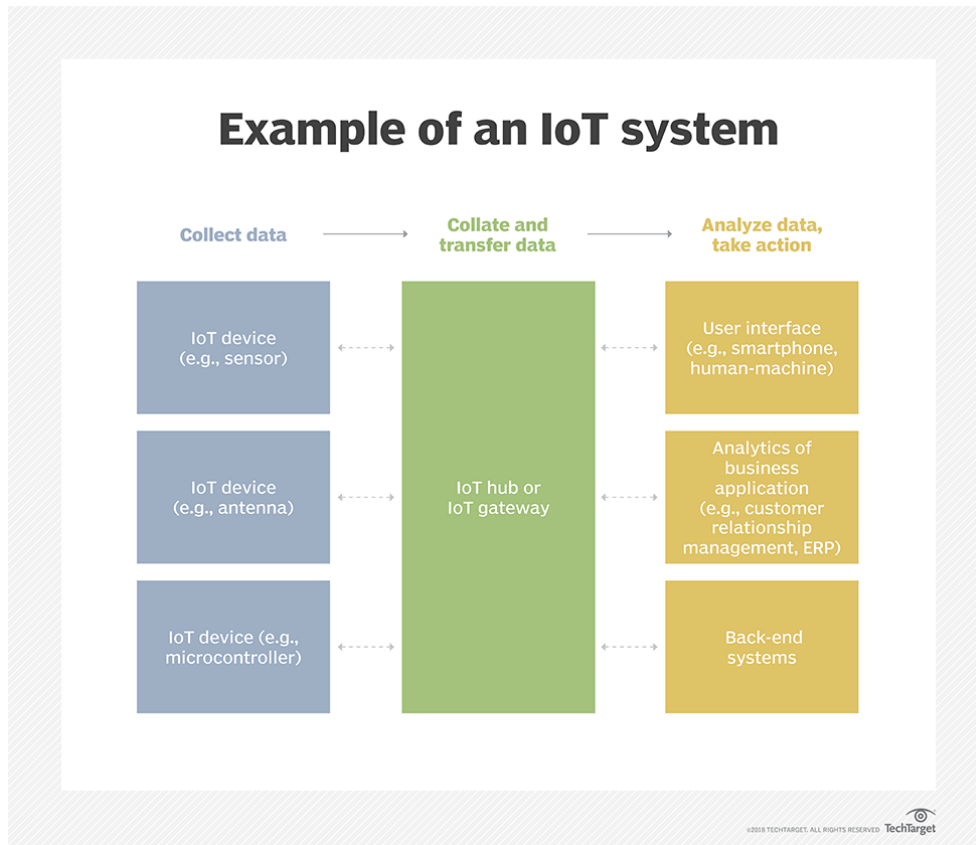 Example of an IoT system
Collect data
Collate and
transfer data
Analyze data,
take action
IoT device
(e.g., sensor)
IoT device
(e.g., antenna)
IoT device (e.g.,
microcontroller)
IoT hub or
IoT gateway
User interface
(e.g., smartphone,
human-machine)
Analytics of
business
application
(e.g., customer
relationship
management, ERP)
Back-end
systems
©2018 TECHTARGET. ALL RIGHTS RESERVED TechTarget